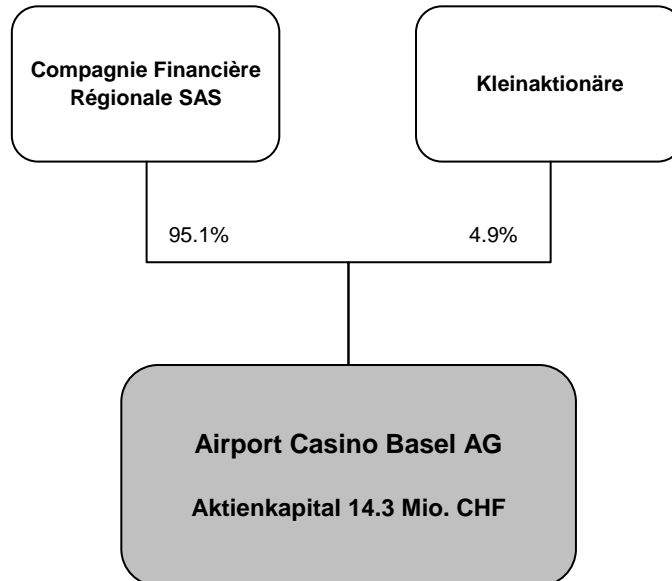 Compagnie Financière
Régionale SAS
Kleinaktionäre
95.1%
4.9%
Airport Casino Basel AG
Aktienkapital 14.3 Mio. CHF